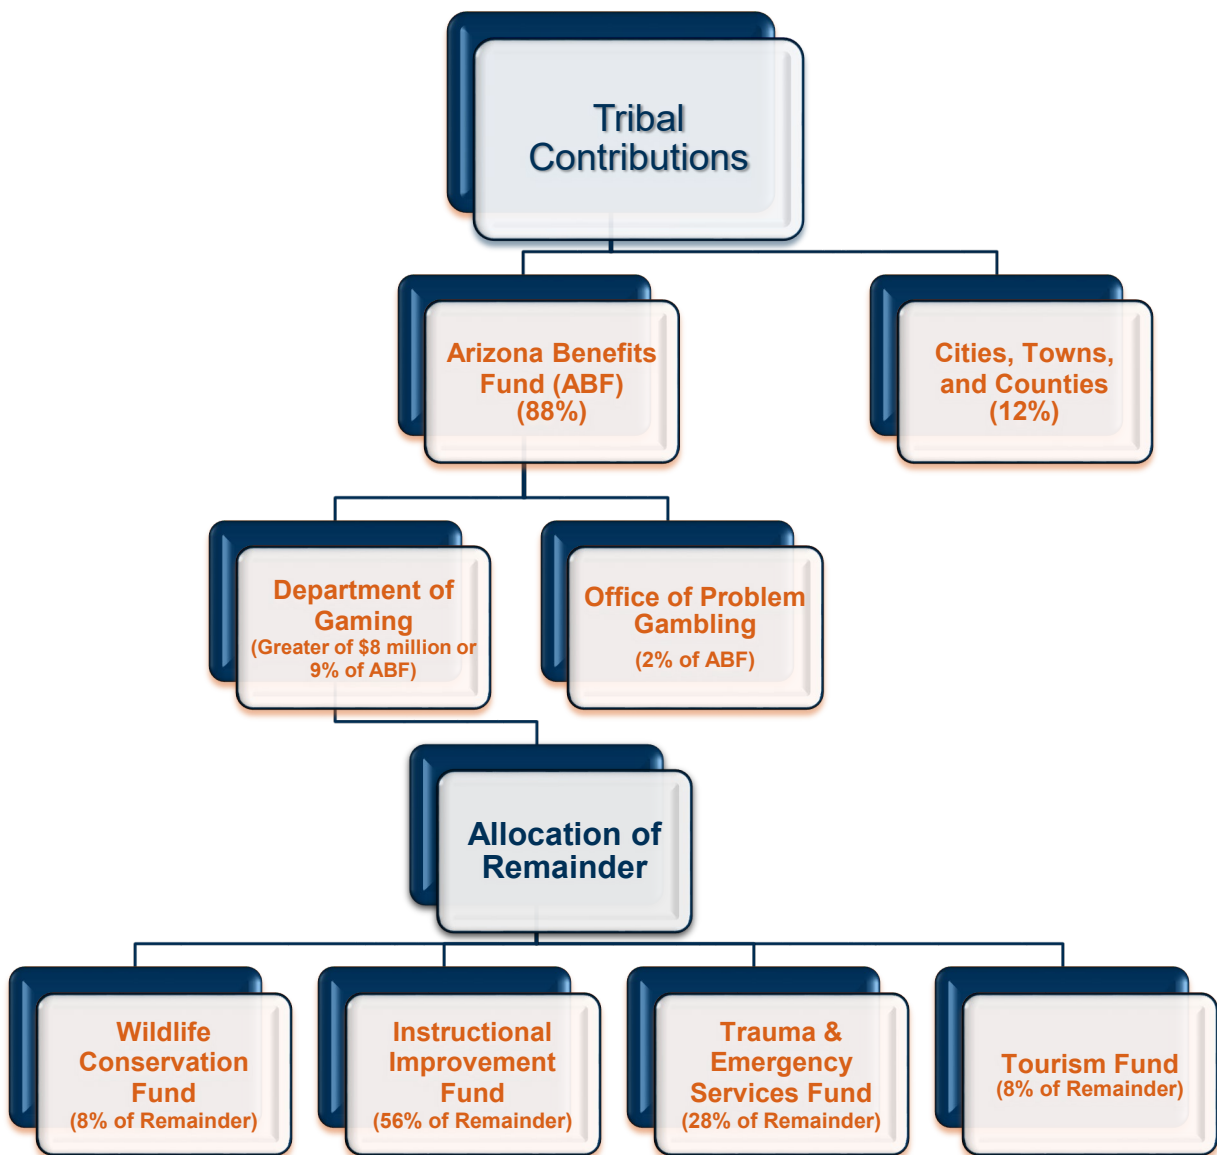 Tribal
Contributions
Arizona Benefits
Fund (ABF)
(88%)
Cities, Towns,
and Counties
(12%)
Department of
Gaming
(Greater of $8 million or
9% of ABF)
Office of Problem
Gambling
(2% of ABF)
Allocation of
Remainder
Wildlife
Conservation
Fund
(8% of Remainder)
Instructional
Improvement
Fund
(56% of Remainder)
Trauma &
Emergency
Services Fund
(28% of Remainder)
Tourism Fund
(8% of Remainder)